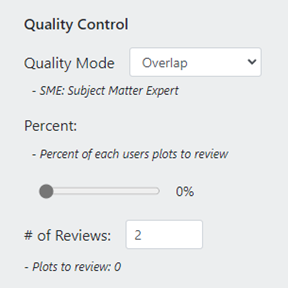 Quality Control
Quality Mode Overlap
- SME: Subject Matter Expert
Percent:
- Percent of each users plots to review
0%
# of Reviews: 2
- Plots to review: 0